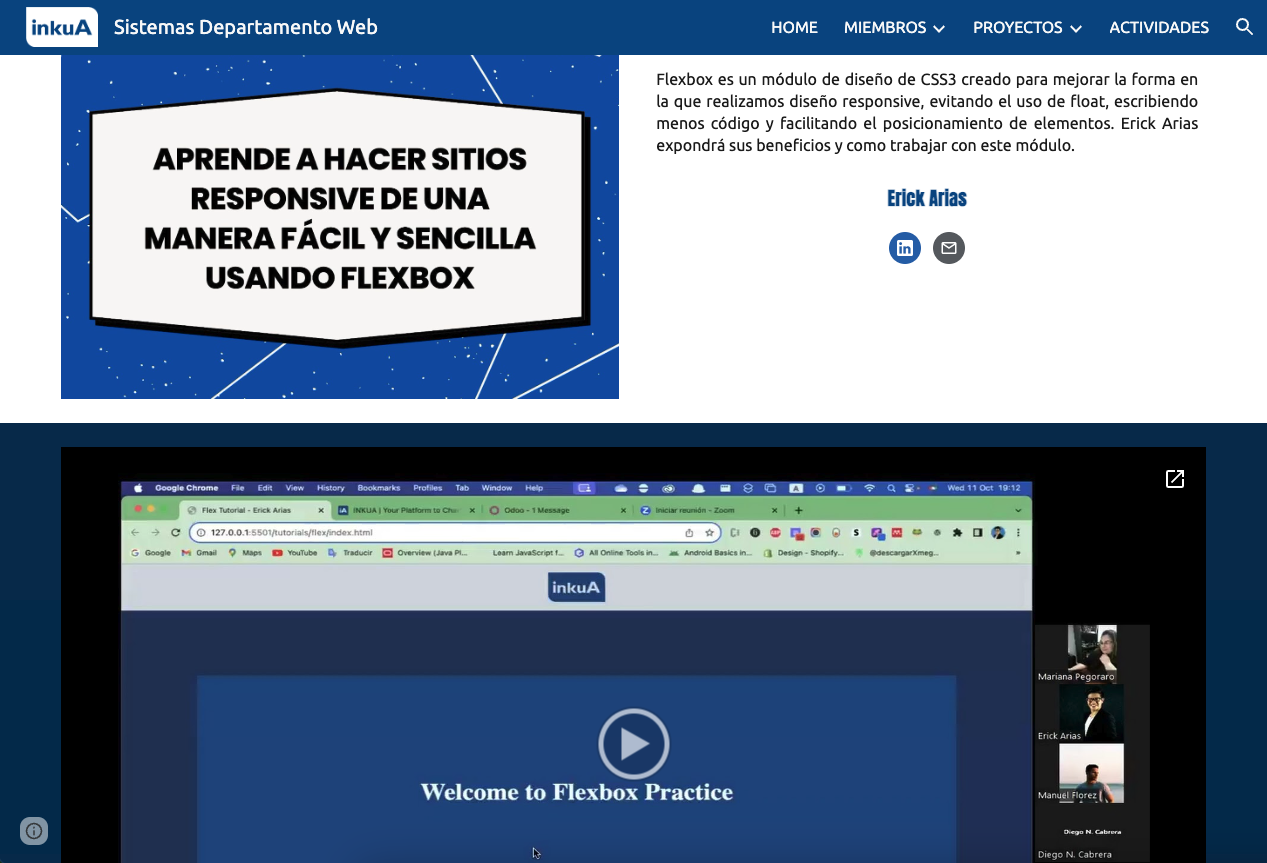 inkuA
Sistemas Departamento Web
HOME
MIEMBROS
PROYECTOS
ACTIVIDADES
APRENDE A HACER SITIOS
RESPONSIVE DE UNA
MANERA FÁCIL Y SENCILLA
USANDO FLEXBOX
Flexbox es un módulo de diseño de CSS3 creado para mejorar la forma en
la que realizamos diseño responsive, evitando el uso de float, escribiendo
menos código y facilitando el posicionamiento de elementos. Erick Arias
expondrá sus beneficios y como trabajar con este módulo.
Erick Arias
in
Google Chrome File Edit View History Bookmarks Profiles Tab Window Help A Wed 11 Oct 19:12
Flex Tutorial - Erick Arias
INKUA | Your Platform to Cha
Odoo - 1 Message
Iniciar reunión - Zoom
127.0.0.1:5501/tutorials/flex/index.html
Google Gmail Maps YouTube Traducir Overview (Java Pl... Learn JavaScript f... All Online Tools in... Android Basics in... Design - Shopify... @descargarXmeg...
inkuA
Welcome to Flexbox Practice
Mariana Pegoraro
Erick Arias
Manuel Florez
Diego N. Cabrera
Diego N. Cabrera